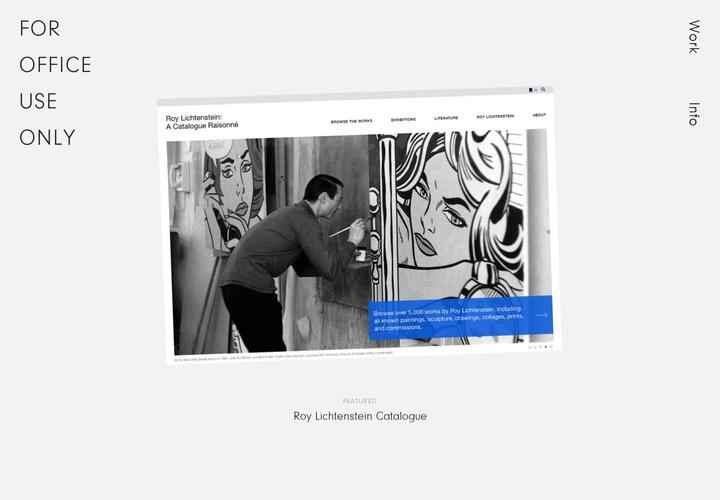 FOR
OFFICE
USE
ONLY
Work
Info
Roy Lichtenstein:
A Catalogue Raisonné
BROWSE THE WORKS
EXHIBITIONS
LITERATURE
ROY LICHTENSTEIN
ABOUT
Browse over 5,000 works by Roy Lichtenstein, including
all known paintings, sculpture, drawings, collages, prints,
and commissions.
FEATURED
Roy Lichtenstein Catalogue